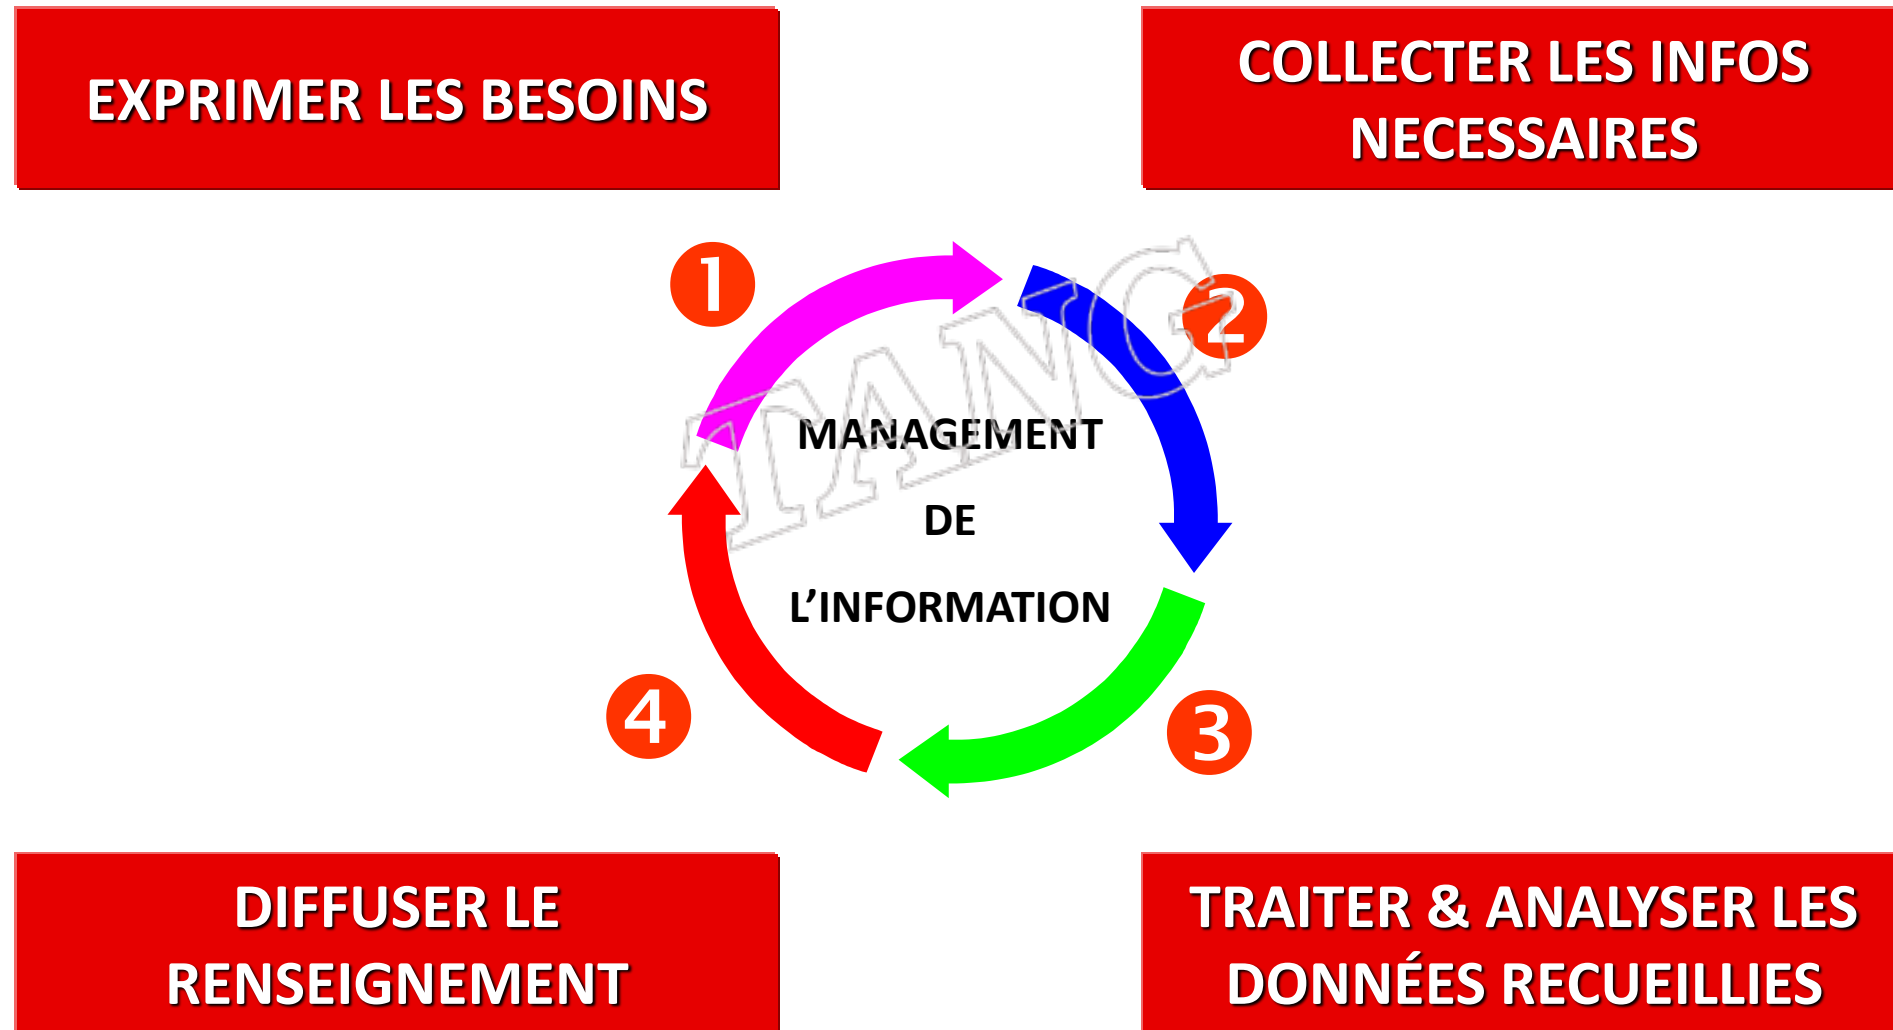 EXPRIMER LES BESOINS
COLLECTER LES INFOS
NECESSAIRES
1
2
TANG
MANAGEMENT
DE
L’INFORMATION
4
3
DIFFUSER LE
RENSEIGNEMENT
TRAITER & ANALYSER LES
DONNÉES RECUEILLIES